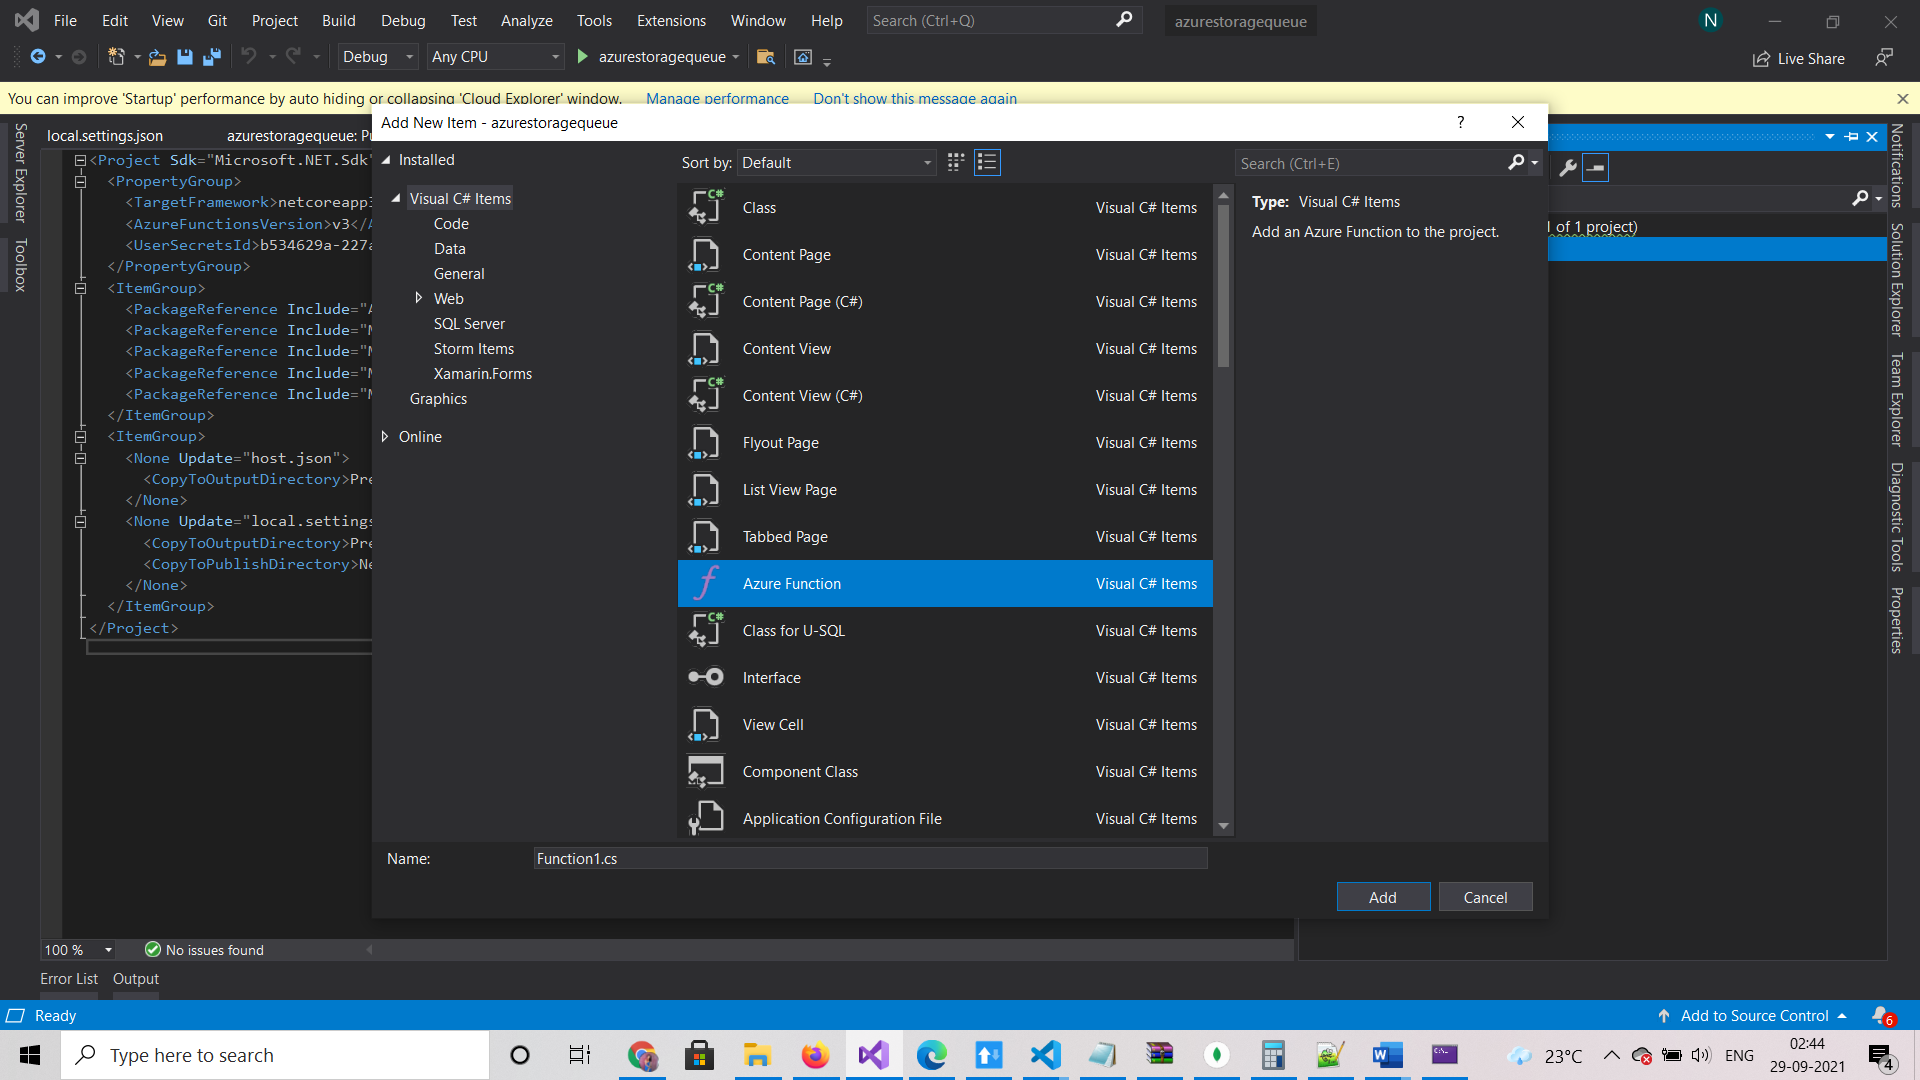 File Edit View Git Project Build Debug Test Analyze Tools Extensions Window Help Search (Ctrl+Q) azurestoragequeue N
Debug Any CPU azurestoragequeue Live Share
You can improve 'Startup' performance by auto hiding or collapsing 'Cloud Explorer' window. Manage performance Don't show this message again
Server Explorer
Toolbox
local.settings.json azurestoragequeue:
<Project Sdk="Microsoft.NET.Sdk"
<PropertyGroup>
<TargetFramework>netcoreapp3
<AzureFunctionsVersion>v3</
<UserSecretsId>b534629a-227a
</PropertyGroup>
<ItemGroup>
<PackageReference Include="
<PackageReference Include="
<PackageReference Include="
<PackageReference Include="
<PackageReference Include="
</ItemGroup>
<ItemGroup>
<None Update="host.json">
<CopyToOutputDirectory>Pre
</None>
<None Update="local.settings
<CopyToOutputDirectory>Pre
<CopyToPublishDirectory>Ne
</None>
</ItemGroup>
</Project>
Add New Item - azurestoragequeue ?
Installed
Visual C# Items
Code
Data
General
Web
SQL Server
Storm Items
Xamarin.Forms
Graphics
Online
Sort by: Default
Search (Ctrl+E)
Class Visual C# Items
Content Page Visual C# Items
Content Page (C#) Visual C# Items
Content View Visual C# Items
Content View (C#) Visual C# Items
Flyout Page Visual C# Items
List View Page Visual C# Items
Tabbed Page Visual C# Items
Azure Function Visual C# Items
Class for U-SQL Visual C# Items
Interface Visual C# Items
View Cell Visual C# Items
Component Class Visual C# Items
Application Configuration File Visual C# Items
Type: Visual C# Items
Add an Azure Function to the project.
Name: Function1.cs
Add Cancel
of 1 project)
Notifications
Solution Explorer
Team Explorer
Diagnostic Tools
Properties
100 % No issues found
Error List Output
Ready Add to Source Control 6
Type here to search 23°C ENG 02:44
29-09-2021 4